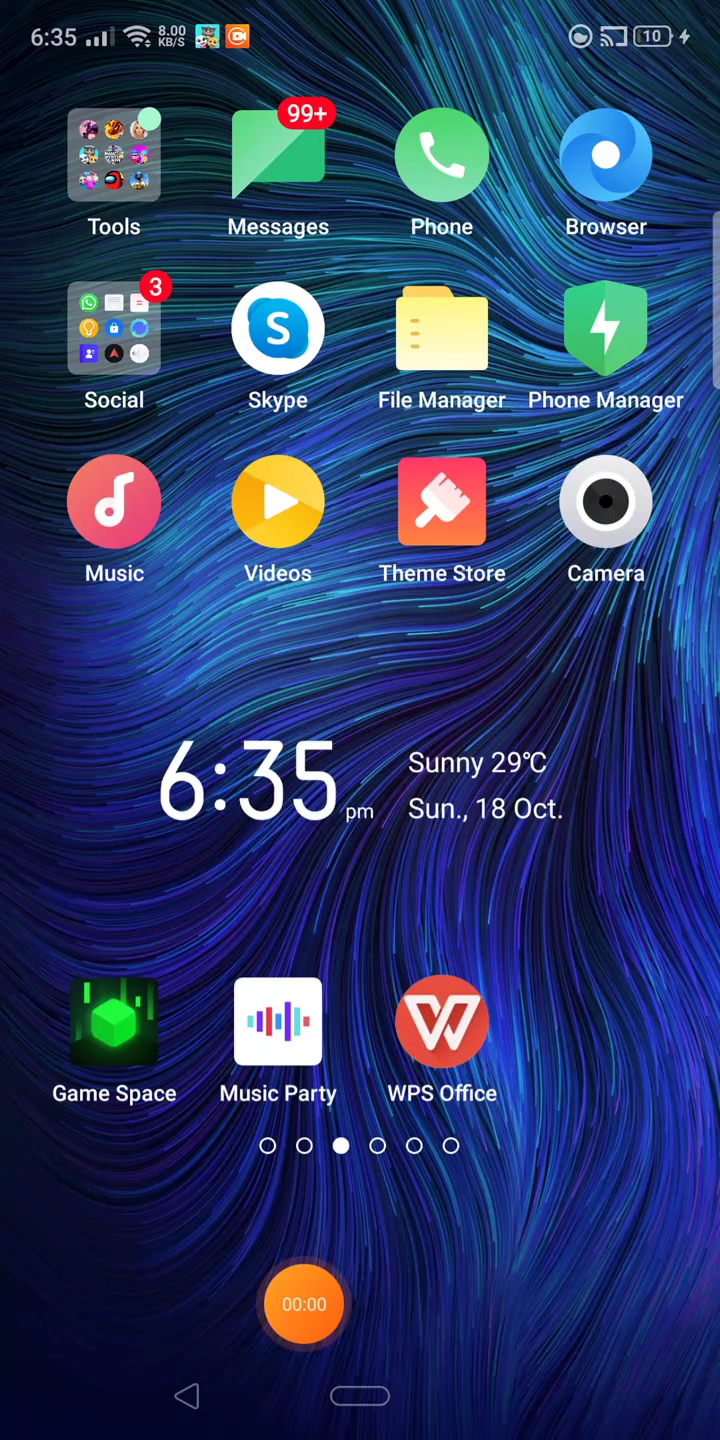 6:35 8.00 KB/S 10
99+
Tools Messages Phone Browser
3
S
Social Skype File Manager Phone Manager
Music Videos Theme Store Camera
6:35 pm Sunny 29℃
Sun., 18 Oct.
Game Space Music Party WPS Office
00:00